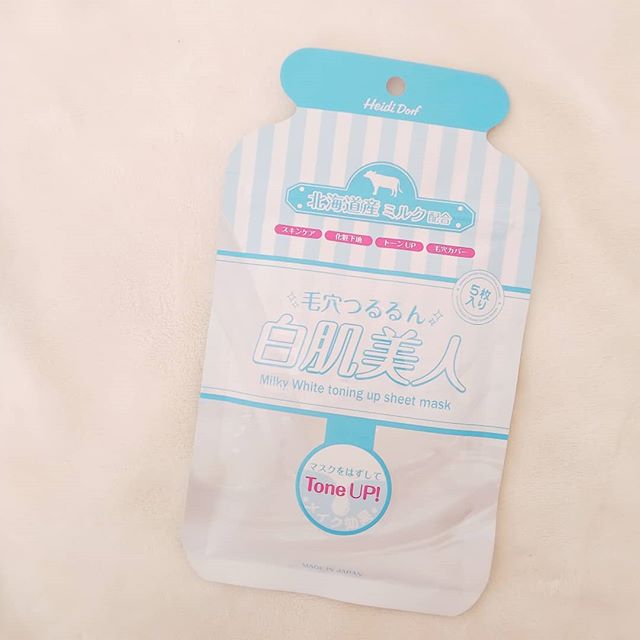 Heidi Dorf
北海道産 ミルク 配合
スキンケア 化粧下地 トーンUP 毛穴カバー
5枚
入り
毛穴つるるん
白肌美人
Milky White toning up sheet mask
マスクをはずして
Tone UP!
MADE IN JAPAN